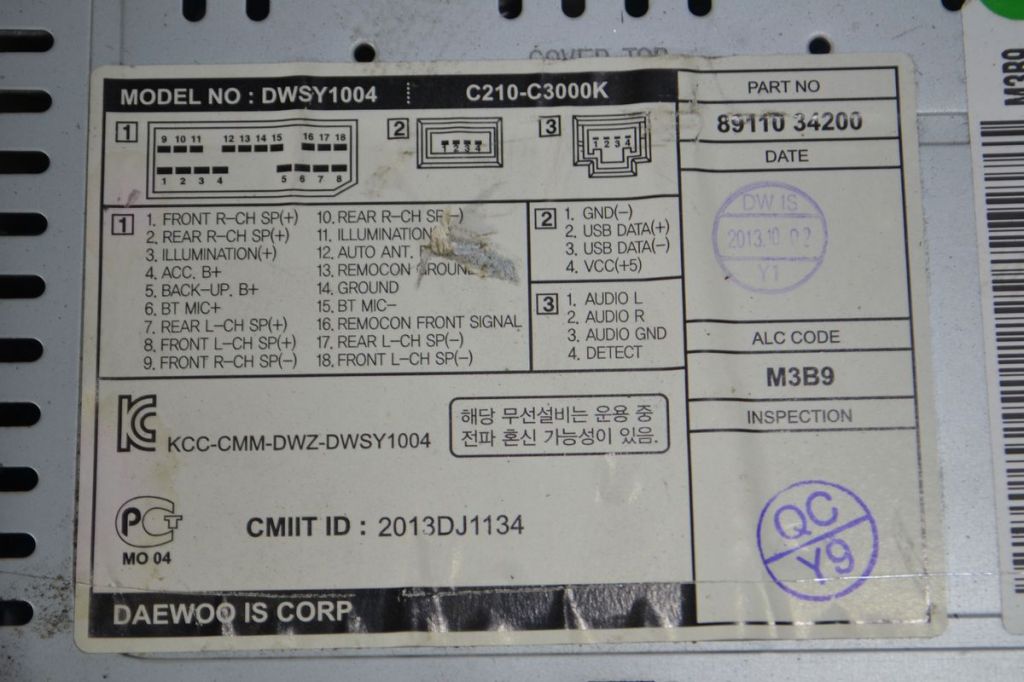 COVER TOP
MODEL NO : DWSY1004 C210-C3000K
1
9 10 11 12 13 14 15 16 17 18
1 2 3 4 5 6 7 8
2
1 2 3 4
3
1 2 3 4
1
1. FRONT R-CH SP(+)
2. REAR R-CH SP(+)
3. ILLUMINATION(+)
4. ACC. B+
5. BACK-UP. B+
6. BT MIC+
7. REAR L-CH SP(+)
8. FRONT L-CH SP(+)
9. FRONT R-CH SP(-)
10. REAR R-CH SP(-)
11. ILLUMINATION
12. AUTO ANT.
13. REMOCON GROUND
14. GROUND
15. BT MIC-
16. REMOCON FRONT SIGNAL
17. REAR L-CH SP(-)
18. FRONT L-CH SP(-)
2
1. GND(-)
2. USB DATA(+)
3. USB DATA(-)
4. VCC(+5)
3
1. AUDIO L
2. AUDIO R
3. AUDIO GND
4. DETECT
KCC-CMM-DWZ-DWSY1004
해당 무선설비는 운용 중
전파 혼신 가능성이 있음.
PCT
MO 04
CMIIT ID : 2013DJ1134
DAEWOO IS CORP
PART NO
89110 34200
DATE
DW IS
2013.10.02
Y1
ALC CODE
M3B9
INSPECTION
QC
Y9
M3B9